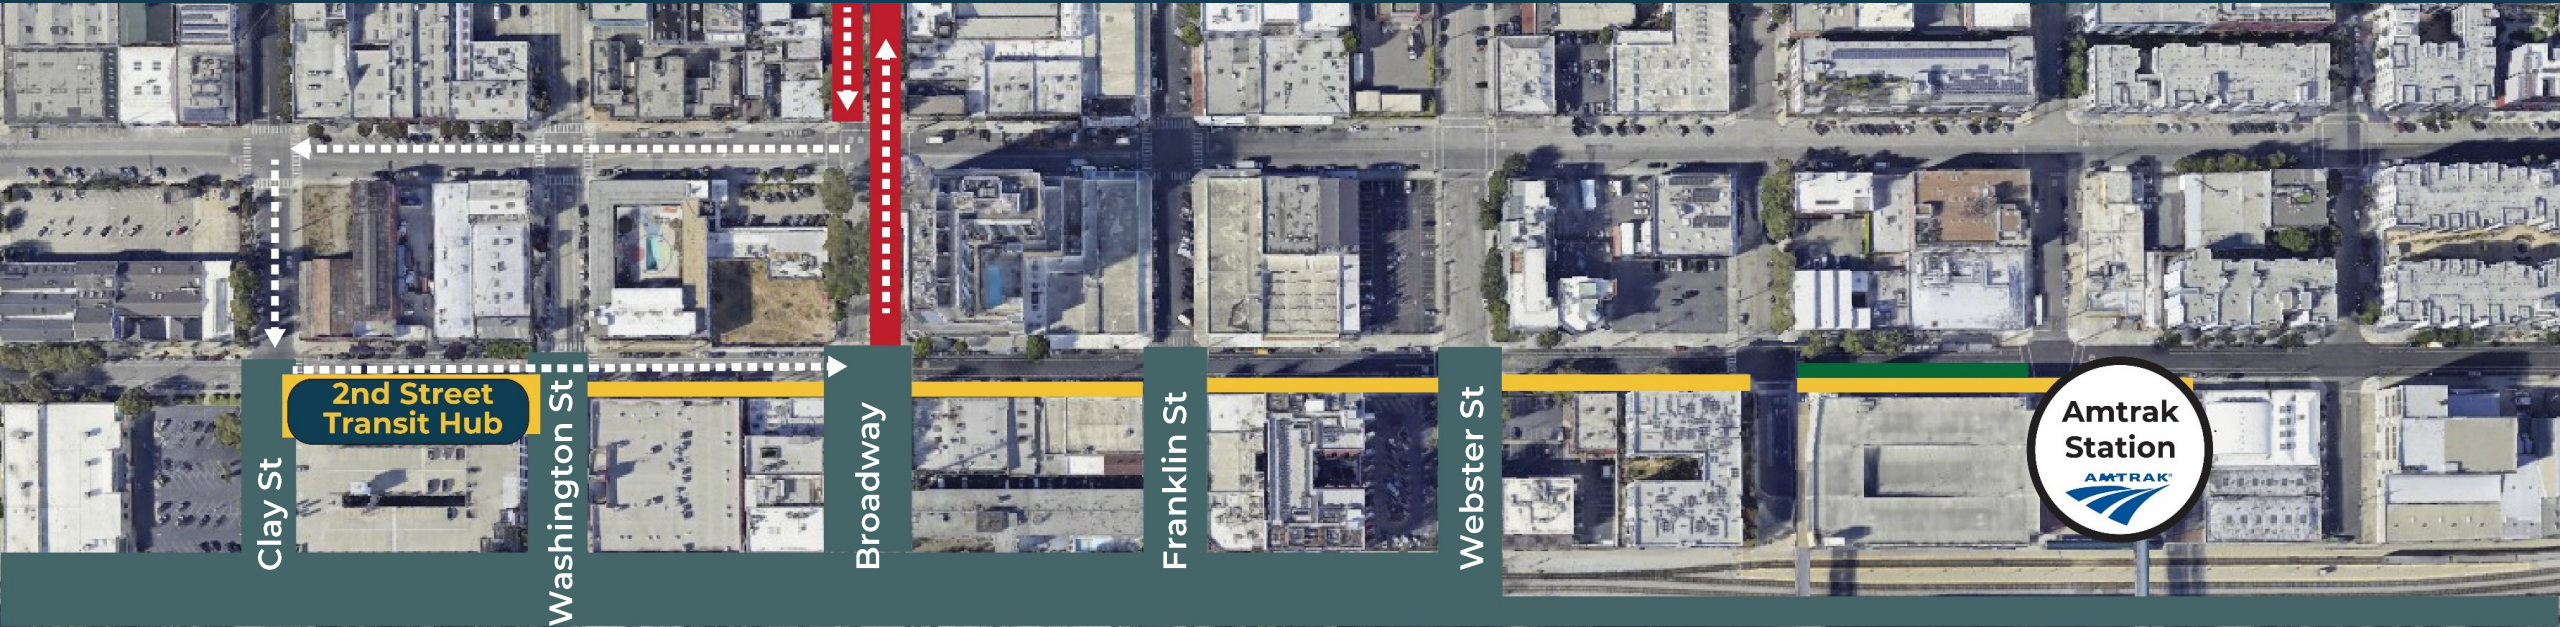 2nd Street
Transit Hub
Clay St
Washington St
Broadway
Franklin St
Webster St
Amtrak
Station
AMTRAK